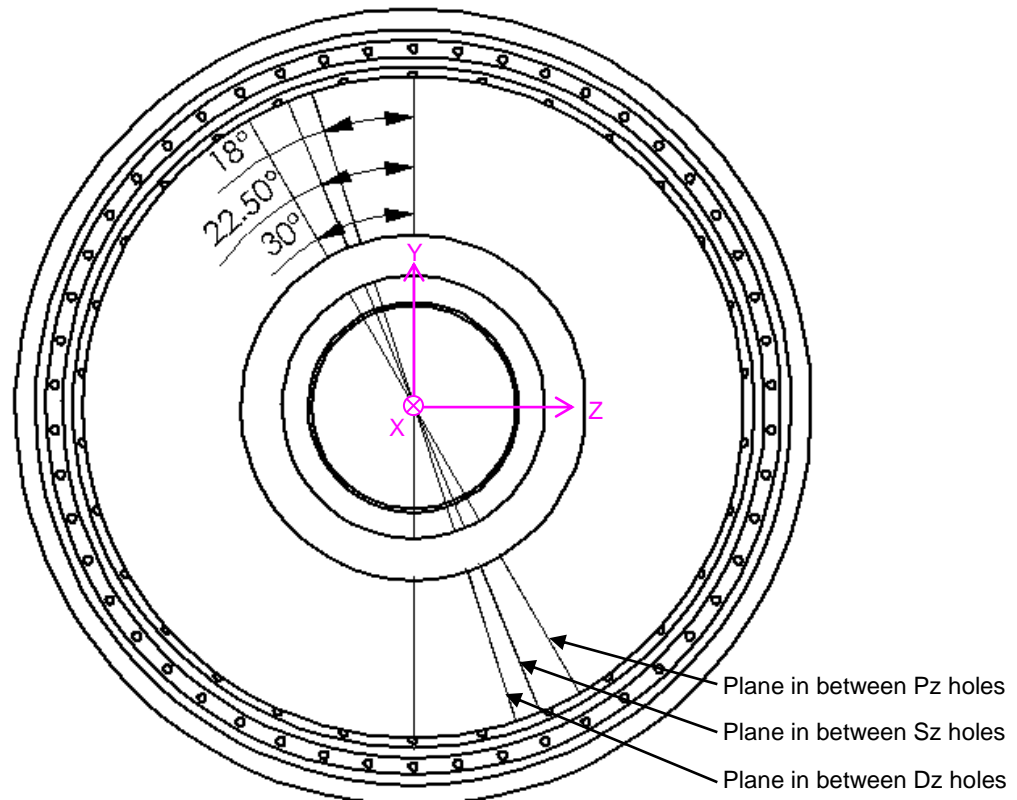 18°
22.50°
30°
Y
Z
X
Plane in between Pz holes
Plane in between Sz holes
Plane in between Dz holes